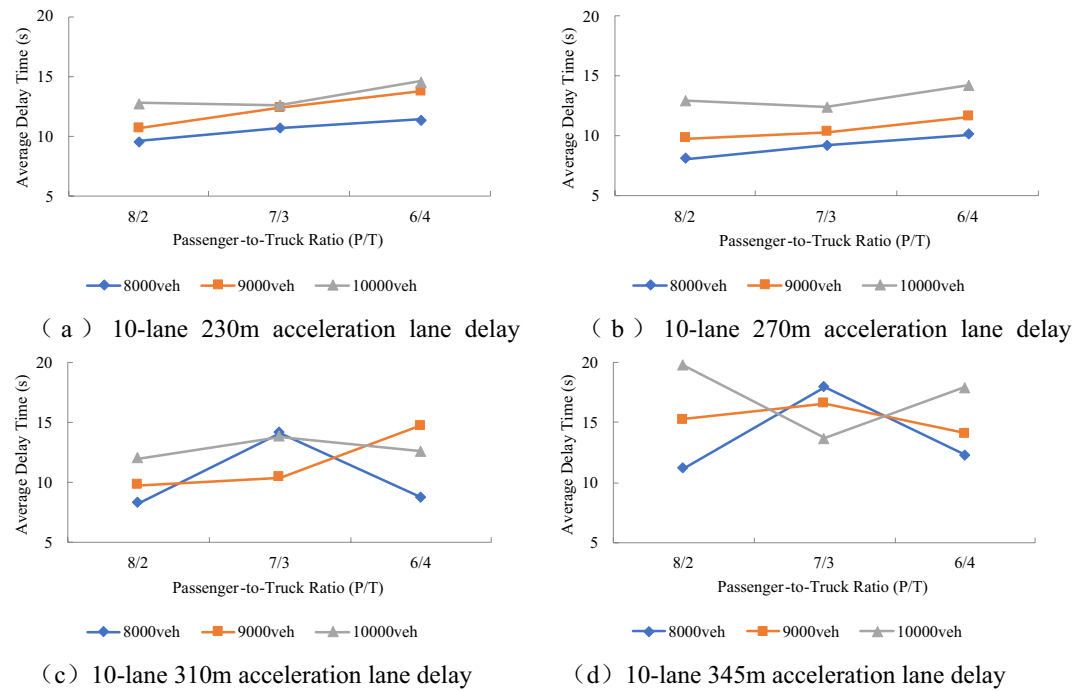 Average Delay Time (s)
20
15
10
5
8/2 7/3 6/4
Passenger-to-Truck Ratio (P/T)
8000veh 9000veh 10000veh
（a）10-lane 230m acceleration lane delay
Average Delay Time (s)
20
15
10
5
8/2 7/3 6/4
Passenger-to-Truck Ratio (P/T)
8000veh 9000veh 10000veh
（b）10-lane 270m acceleration lane delay
Average Delay Time (s)
20
15
10
5
8/2 7/3 6/4
Passenger-to-Truck Ratio (P/T)
8000veh 9000veh 10000veh
（c）10-lane 310m acceleration lane delay
Average Delay Time (s)
20
15
10
5
8/2 7/3 6/4
Passenger-to-Truck Ratio (P/T)
8000veh 9000veh 10000veh
（d）10-lane 345m acceleration lane delay